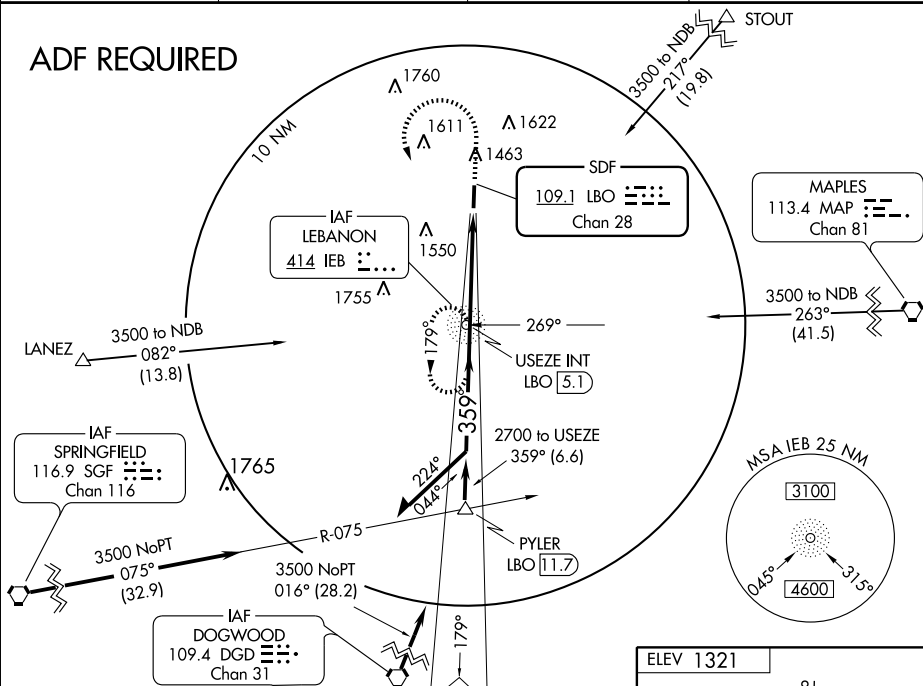 ADF REQUIRED
STOUT
3500 to NDB
217°
(19.8)
1760
1611
1622
1463
10 NM
SDF
109.1 LBO
Chan 28
MAPLES
113.4 MAP
Chan 81
IAF
LEBANON
414 IEB
1550
1755
3500 to NDB
263°
(41.5)
LANEZ
3500 to NDB
082°
(13.8)
179°
269°
USEZE INT
LBO 5.1
359°
2700 to USEZE
359° (6.6)
IAF
SPRINGFIELD
116.9 SGF
Chan 116
1765
224°
044°
MSA IEB 25 NM
3100
045°
315°
4600
R-075
3500 NoPT
075°
(32.9)
PYLER
LBO 11.7
3500 NoPT
016° (28.2)
IAF
DOGWOOD
109.4 DGD
Chan 31
179°
ELEV 1321